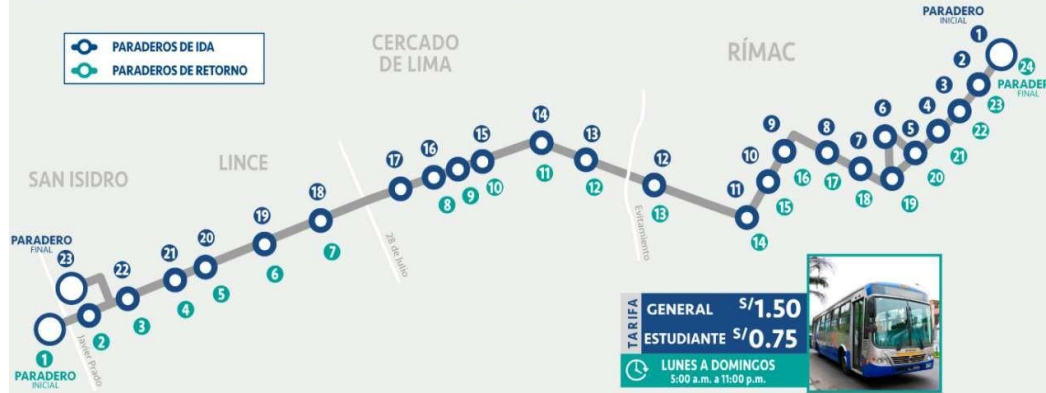 PARADEROS DE IDA
PARADEROS DE RETORNO
CERCADO
DE LIMA
RÍMAC
LINCE
SAN ISIDRO
PARADERO
INICIAL
1
2
3
4
5
6
7
8
9
10
11
12
13
14
15
16
17
18
19
20
21
22
23
PARADERO
FINAL
24
PARADER
FINAL
23
22
21
20
19
18
17
16
15
14
13
12
11
10
9
8
7
6
5
4
3
2
1
PARADERO
INICIAL
Javier Prado
28 de Julio
Evitamiento
TARIFA
GENERAL S/1.50
ESTUDIANTE S/0.75
LUNES A DOMINGOS
5:00 a.m. a 11:00 p.m.